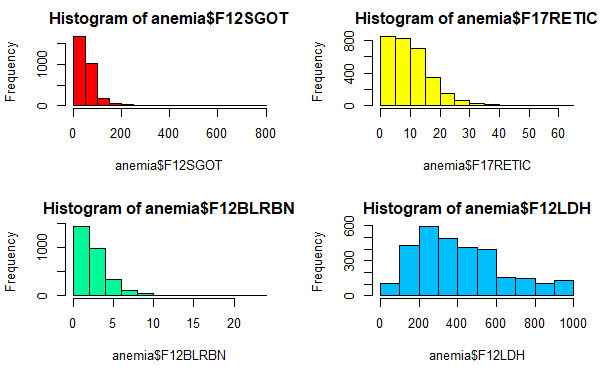 Histogram of anemia$F12SGOT
Frequency
0
1000
0
200
400
600
800
anemia$F12SGOT
Histogram of anemia$F17RETIC
Frequency
0
400
800
0
10
20
30
40
50
60
anemia$F17RETIC
Histogram of anemia$F12BLRBN
Frequency
0
1000
0
5
10
15
20
anemia$F12BLRBN
Histogram of anemia$F12LDH
Frequency
0
300
600
0
200
400
600
800
1000
anemia$F12LDH